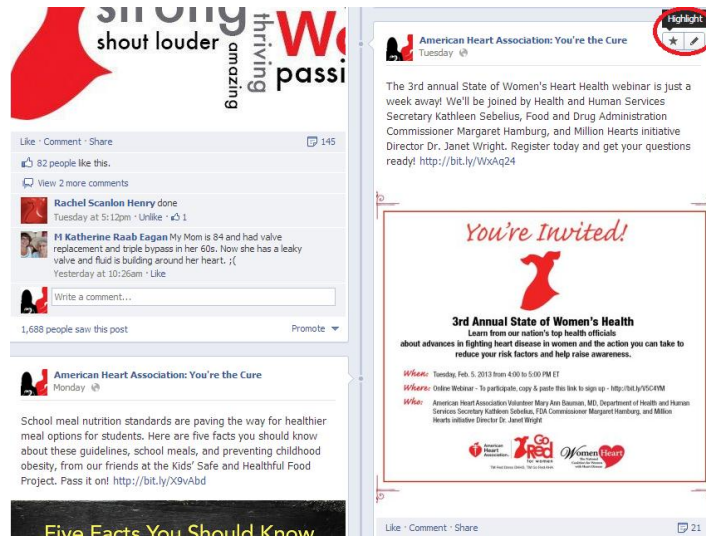 strong
shout louder
amazing
thriving
We
passi
Like · Comment · Share
145
82 people like this.
View 2 more comments
Rachel Scanlon Henry done
Tuesday at 5:12pm · Unlike · 1
M Katherine Raab Eagan My Mom is 84 and had valve
replacement and triple bypass in her 60s. Now she has a leaky
valve and fluid is building around her heart. ;(
Yesterday at 10:26am · Like
Write a comment...
1,688 people saw this post
Promote
American Heart Association: You're the Cure
Monday
School meal nutrition standards are paving the way for healthier
meal options for students. Here are five facts you should know
about these guidelines, school meals, and preventing childhood
obesity, from our friends at the Kids' Safe and Healthful Food
Project. Pass it on! http://bit.ly/X9vAbd
Five Facts You Should Know
Highlight
American Heart Association: You're the Cure
Tuesday
The 3rd annual State of Women's Heart Health webinar is just a
week away! We'll be joined by Health and Human Services
Secretary Kathleen Sebelius, Food and Drug Administration
Commissioner Margaret Hamburg, and Million Hearts initiative
Director Dr. Janet Wright. Register today and get your questions
ready! http://bit.ly/WxAq24
You're Invited!
3rd Annual State of Women's Health
Learn from our nation's top health officials
about advances in fighting heart disease in women and the action you can take to
reduce your risk factors and help raise awareness.
When: Tuesday, Feb. 5, 2013 from 4:00 to 5:00 PM ET
Where: Online Webinar - To participate, copy & paste this link to sign up - http://bit.ly/V5C4YM
Who: American Heart Association Volunteer Mary Ann Bauman, MD, Department of Health and Human
Services Secretary Kathleen Sebelius, FDA Commissioner Margaret Hamburg, and Million
Hearts initiative Director Dr. Janet Wright
American
Heart
Association
Go
Red
for women
WomenHeart
Like · Comment · Share
21